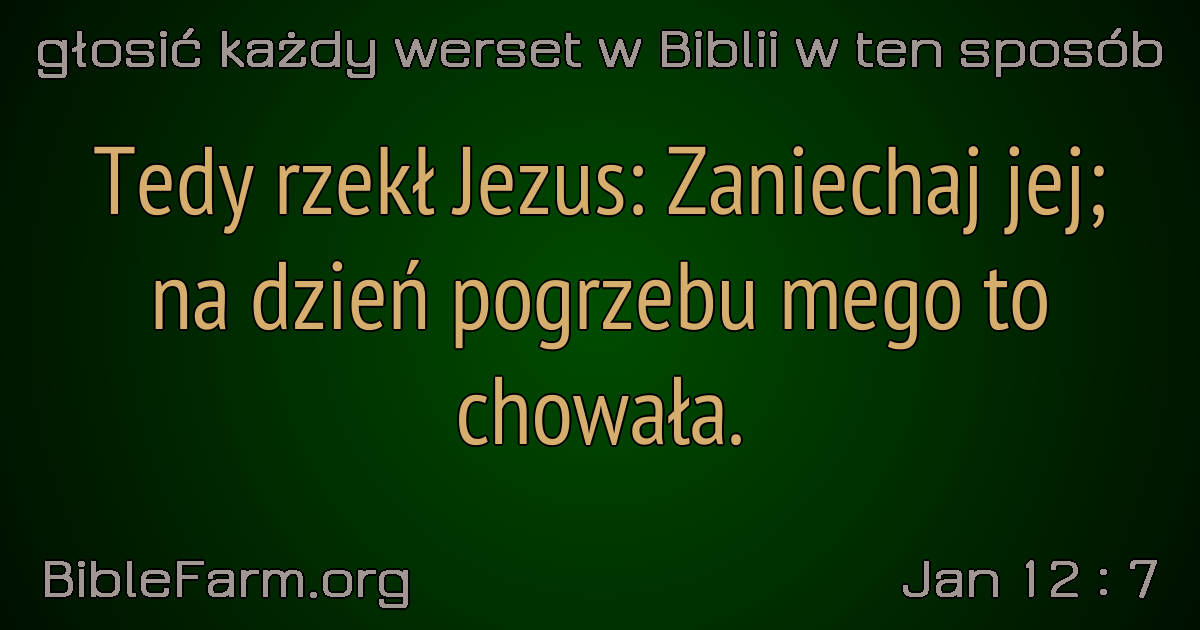 głosić każdy werset w Biblii w ten sposób
Tedy rzekł Jezus: Zaniechaj jej;
na dzień pogrzebu mego to
chowała.
BibleFarm.org
Jan 12 : 7